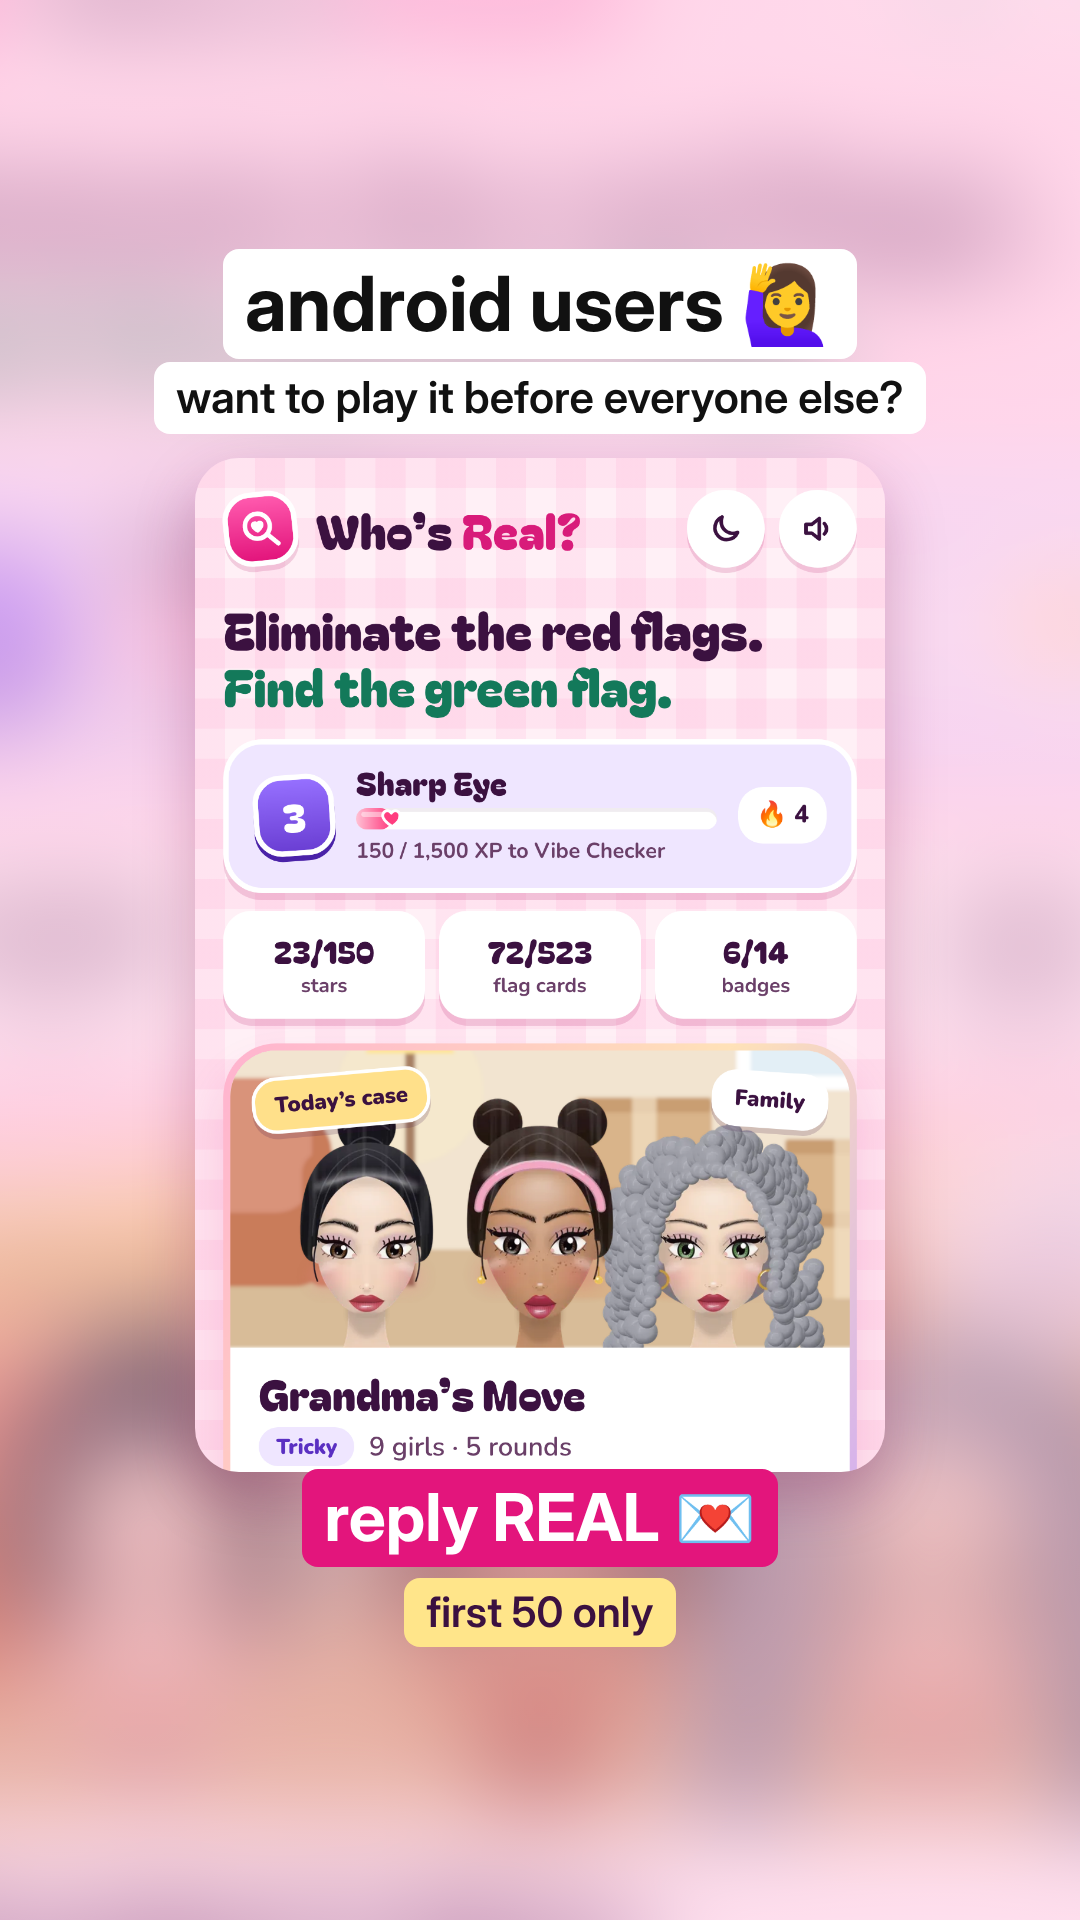 android users 🙋‍♀️
want to play it before everyone else?
Who's Real?
Eliminate the red flags.
Find the green flag.
3
Sharp Eye
🔥 4
150 / 1,500 XP to Vibe Checker
23/150
stars
72/523
flag cards
6/14
badges
Today's case
Family
Grandma's Move
Tricky
9 girls · 5 rounds
reply REAL 💌
first 50 only